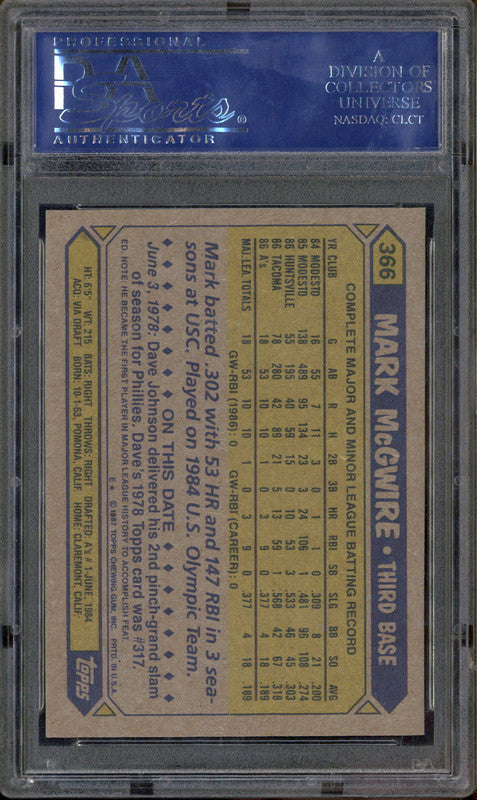 PROFESSIONAL
PSA
Sports®
AUTHENTICATOR
A
DIVISION OF
COLLECTORS
UNIVERSE
NASDAQ: CLCT
366
MARK McGWIRE • THIRD BASE
COMPLETE MAJOR AND MINOR LEAGUE BATTING RECORD
YR CLUB G AB R H 2B 3B HR RBI SB SLG BB SO AVG
84 MODESTO 16 55 7 11 3 0 1 1 0 .309 8 21 .200
85 MODESTO 138 489 95 134 23 3 24 106 1 .481 96 108 .274
86 HUNTSVILLE 55 195 40 59 15 0 10 53 3 .533 46 45 .303
86 TACOMA 78 280 42 89 21 5 13 59 1 .568 42 67 .318
86 A's 18 53 10 10 1 0 3 9 0 .377 4 18 .189
MAJ. LEA. TOTALS 18 53 10 10 1 0 3 9 0 .377 4 18 .189
GW-RBI (1986): 0 GW-RBI (CAREER): 0
Mark batted .302 with 53 HR and 147 RBI in 3 sea-
sons at USC. Played on 1984 U.S. Olympic Team.
◆ ◆ ◆ ◆ ◆ ◆ ON THIS DATE ◆ ◆ ◆ ◆ ◆ ◆
June 3, 1978: Dave Johnson delivered his 2nd pinch-grand slam
of season for Phillies. Dave's 1978 Topps card was #317.
ED. NOTE: HE BECAME THE FIRST PLAYER IN MAJOR LEAGUE HISTORY TO ACCOMPLISH FEAT.
E* © 1987 TOPPS CHEWING GUM, INC. PRTD. IN U.S.A.
HT: 6'5" WT: 215 BATS: RIGHT THROWS: RIGHT DRAFTED: A's #1-JUNE, 1984
ACQ: VIA DRAFT BORN: 10-1-63, POMONA, CALIF. HOME: CLAREMONT, CALIF.
topps